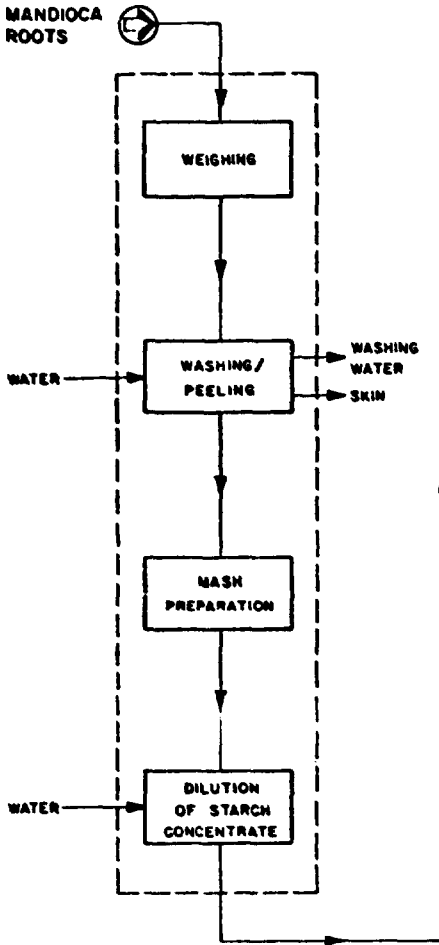 MANDIOCA
ROOTS
WEIGHING
WATER
WASHING/
PEELING
WASHING
WATER
SKIN
MASH
PREPARATION
WATER
DILUTION
OF STARCH
CONCENTRATE